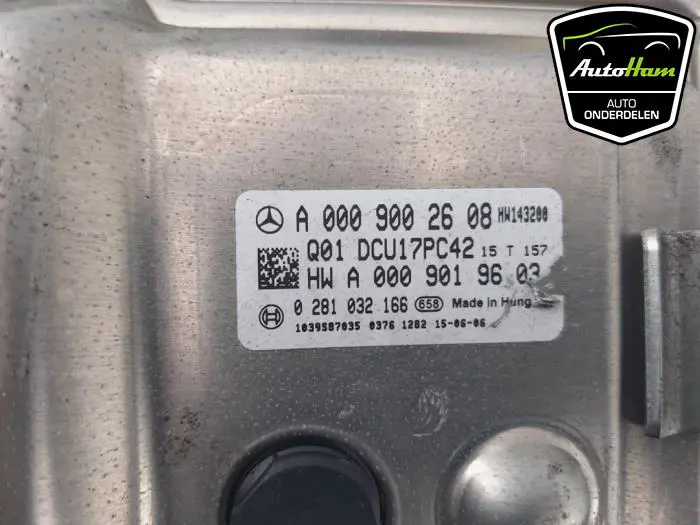 AutoHam
AUTO
ONDERDELEN
A 000 900 26 08 HW143200
Q01 DCU17PC42 15 T 157
HW A 000 901 96 03
0 281 032 166 658 Made in Hung
1039S87035 0376 1282 15-06-06